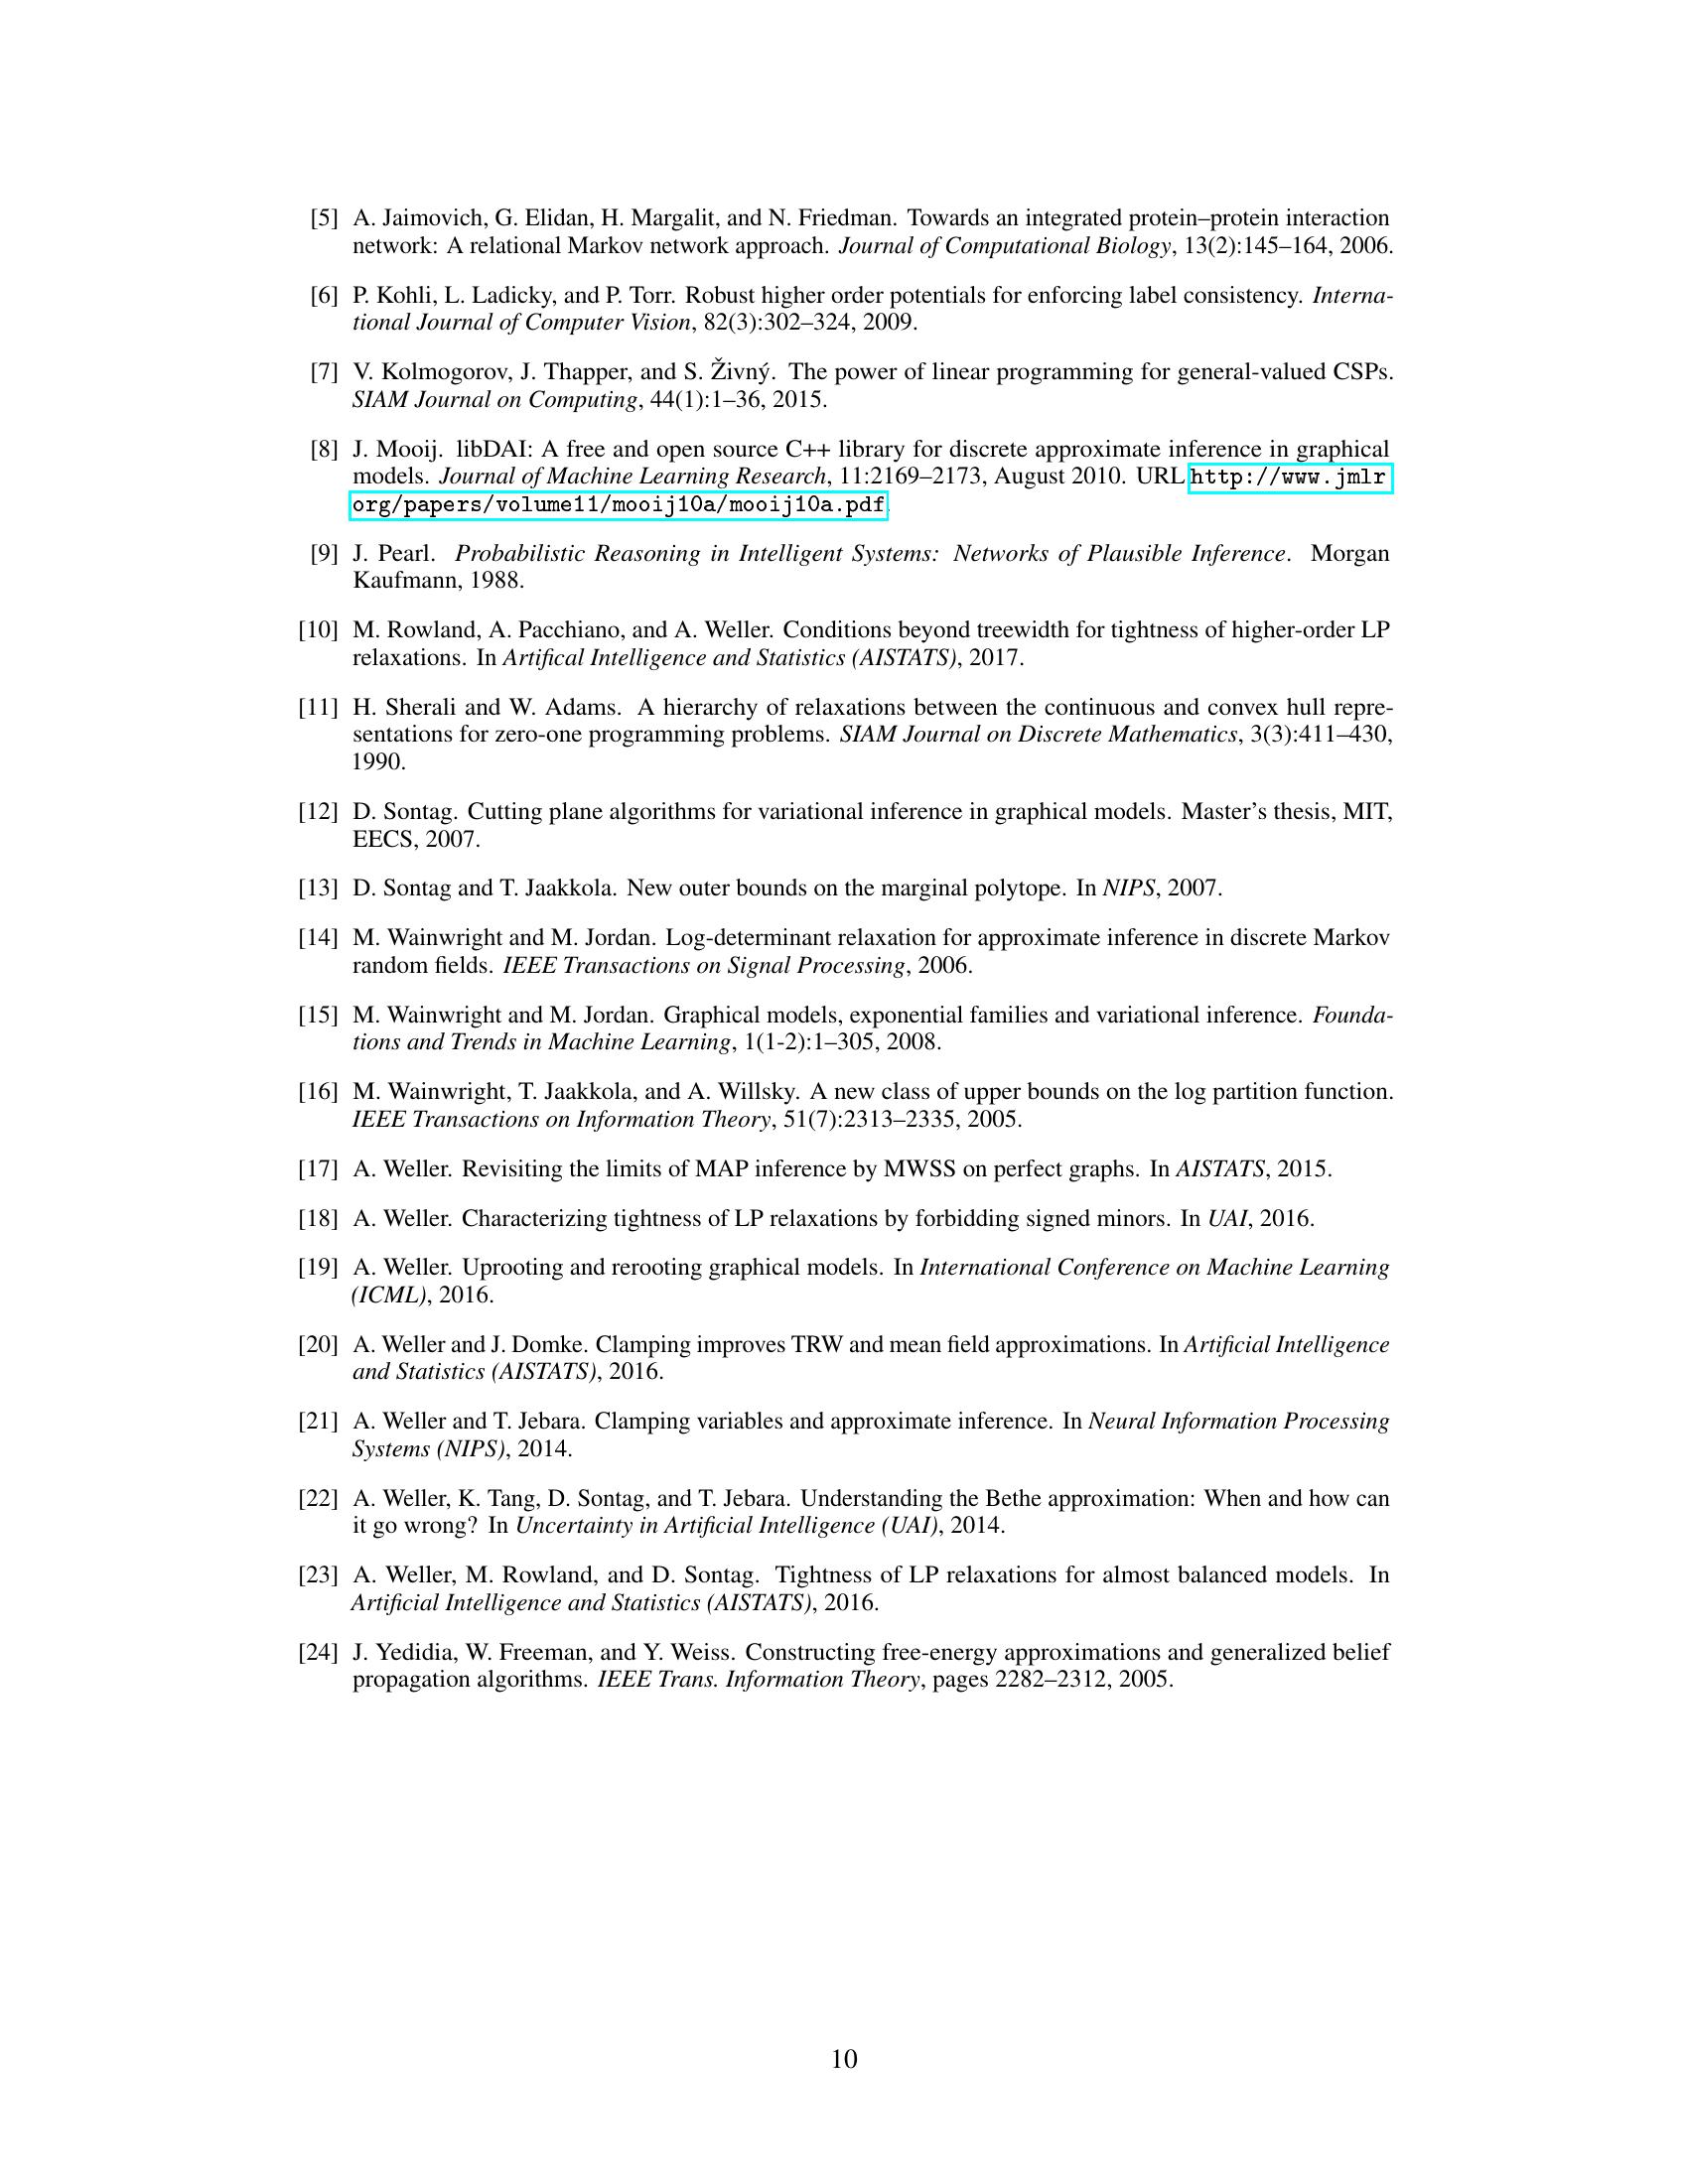 [5] A. Jaimovich, G. Elidan, H. Margalit, and N. Friedman. Towards an integrated protein–protein interaction
network: A relational Markov network approach. Journal of Computational Biology, 13(2):145–164, 2006.
[6] P. Kohli, L. Ladicky, and P. Torr. Robust higher order potentials for enforcing label consistency. Interna-
tional Journal of Computer Vision, 82(3):302–324, 2009.
[7] V. Kolmogorov, J. Thapper, and S. Živný. The power of linear programming for general-valued CSPs.
SIAM Journal on Computing, 44(1):1–36, 2015.
[8] J. Mooij. libDAI: A free and open source C++ library for discrete approximate inference in graphical
models. Journal of Machine Learning Research, 11:2169–2173, August 2010. URL http://www.jmlr
org/papers/volume11/mooij10a/mooij10a.pdf.
[9] J. Pearl. Probabilistic Reasoning in Intelligent Systems: Networks of Plausible Inference. Morgan
Kaufmann, 1988.
[10] M. Rowland, A. Pacchiano, and A. Weller. Conditions beyond treewidth for tightness of higher-order LP
relaxations. In Artifical Intelligence and Statistics (AISTATS), 2017.
[11] H. Sherali and W. Adams. A hierarchy of relaxations between the continuous and convex hull repre-
sentations for zero-one programming problems. SIAM Journal on Discrete Mathematics, 3(3):411–430,
1990.
[12] D. Sontag. Cutting plane algorithms for variational inference in graphical models. Master's thesis, MIT,
EECS, 2007.
[13] D. Sontag and T. Jaakkola. New outer bounds on the marginal polytope. In NIPS, 2007.
[14] M. Wainwright and M. Jordan. Log-determinant relaxation for approximate inference in discrete Markov
random fields. IEEE Transactions on Signal Processing, 2006.
[15] M. Wainwright and M. Jordan. Graphical models, exponential families and variational inference. Founda-
tions and Trends in Machine Learning, 1(1-2):1–305, 2008.
[16] M. Wainwright, T. Jaakkola, and A. Willsky. A new class of upper bounds on the log partition function.
IEEE Transactions on Information Theory, 51(7):2313–2335, 2005.
[17] A. Weller. Revisiting the limits of MAP inference by MWSS on perfect graphs. In AISTATS, 2015.
[18] A. Weller. Characterizing tightness of LP relaxations by forbidding signed minors. In UAI, 2016.
[19] A. Weller. Uprooting and rerooting graphical models. In International Conference on Machine Learning
(ICML), 2016.
[20] A. Weller and J. Domke. Clamping improves TRW and mean field approximations. In Artificial Intelligence
and Statistics (AISTATS), 2016.
[21] A. Weller and T. Jebara. Clamping variables and approximate inference. In Neural Information Processing
Systems (NIPS), 2014.
[22] A. Weller, K. Tang, D. Sontag, and T. Jebara. Understanding the Bethe approximation: When and how can
it go wrong? In Uncertainty in Artificial Intelligence (UAI), 2014.
[23] A. Weller, M. Rowland, and D. Sontag. Tightness of LP relaxations for almost balanced models. In
Artificial Intelligence and Statistics (AISTATS), 2016.
[24] J. Yedidia, W. Freeman, and Y. Weiss. Constructing free-energy approximations and generalized belief
propagation algorithms. IEEE Trans. Information Theory, pages 2282–2312, 2005.
10